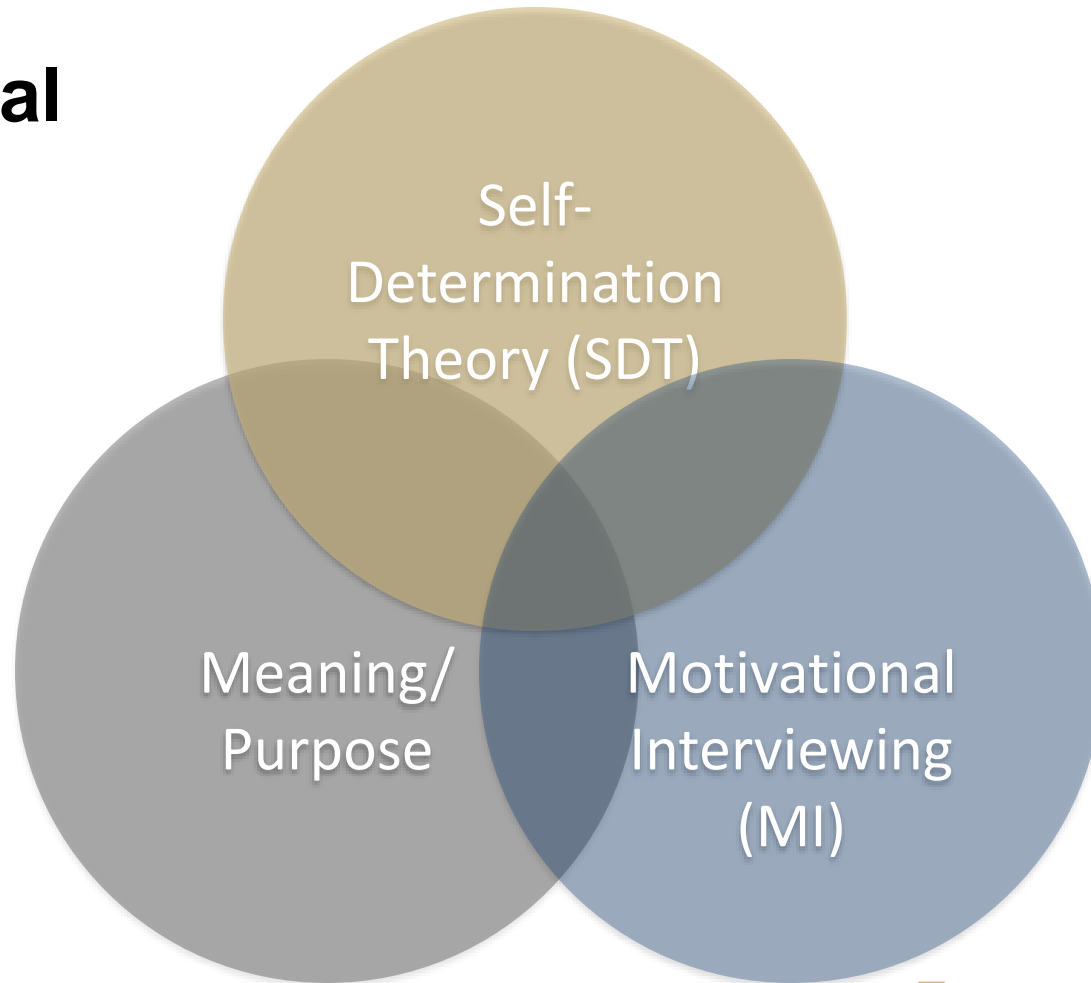 al
Self-
Determination
Theory (SDT)
Meaning/
Purpose
Motivational
Interviewing
(MI)